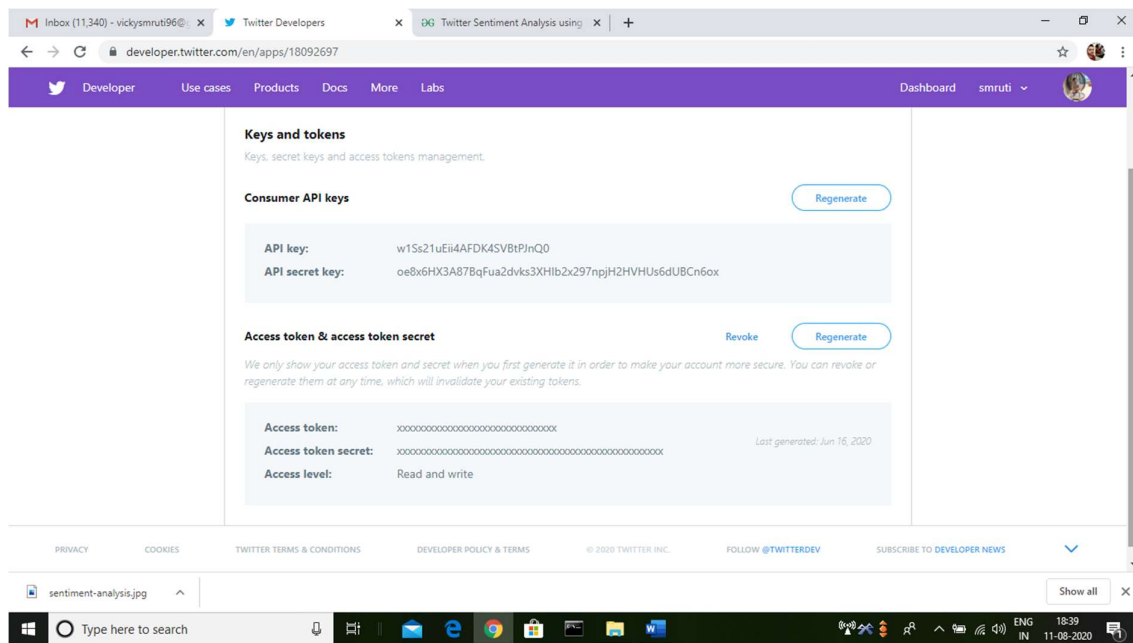 Inbox (11,340) - vickysmruti96@g
Twitter Developers
GG Twitter Sentiment Analysis using
developer.twitter.com/en/apps/18092697
Developer Use cases Products Docs More Labs Dashboard smruti
Keys and tokens
Keys, secret keys and access tokens management.
Consumer API keys Regenerate
API key: w1Ss21uEii4AFDK4SVBtPJnQ0
API secret key:
Access token & access token secret Revoke Regenerate
We only show your access token and secret when you first generate it in order to make your account more secure. You can revoke or
regenerate them at any time, which will invalidate your existing tokens.
Access token: xxxxxxxxxxxxxxxxxxxxxxxxxxxxxxx
Last generated: Jun 16, 2020
Access token secret: xxxxxxxxxxxxxxxxxxxxxxxxxxxxxxxxxxxxxxxxxxxxxxxxxxxx
Access level: Read and write
PRIVACY COOKIES TWITTER TERMS & CONDITIONS DEVELOPER POLICY & TERMS © 2020 TWITTER INC. FOLLOW @TWITTERDEV SUBSCRIBE TO DEVELOPER NEWS
sentiment-analysis.jpg Show all
Type here to search
ENG 18:39
IN 11-08-2020